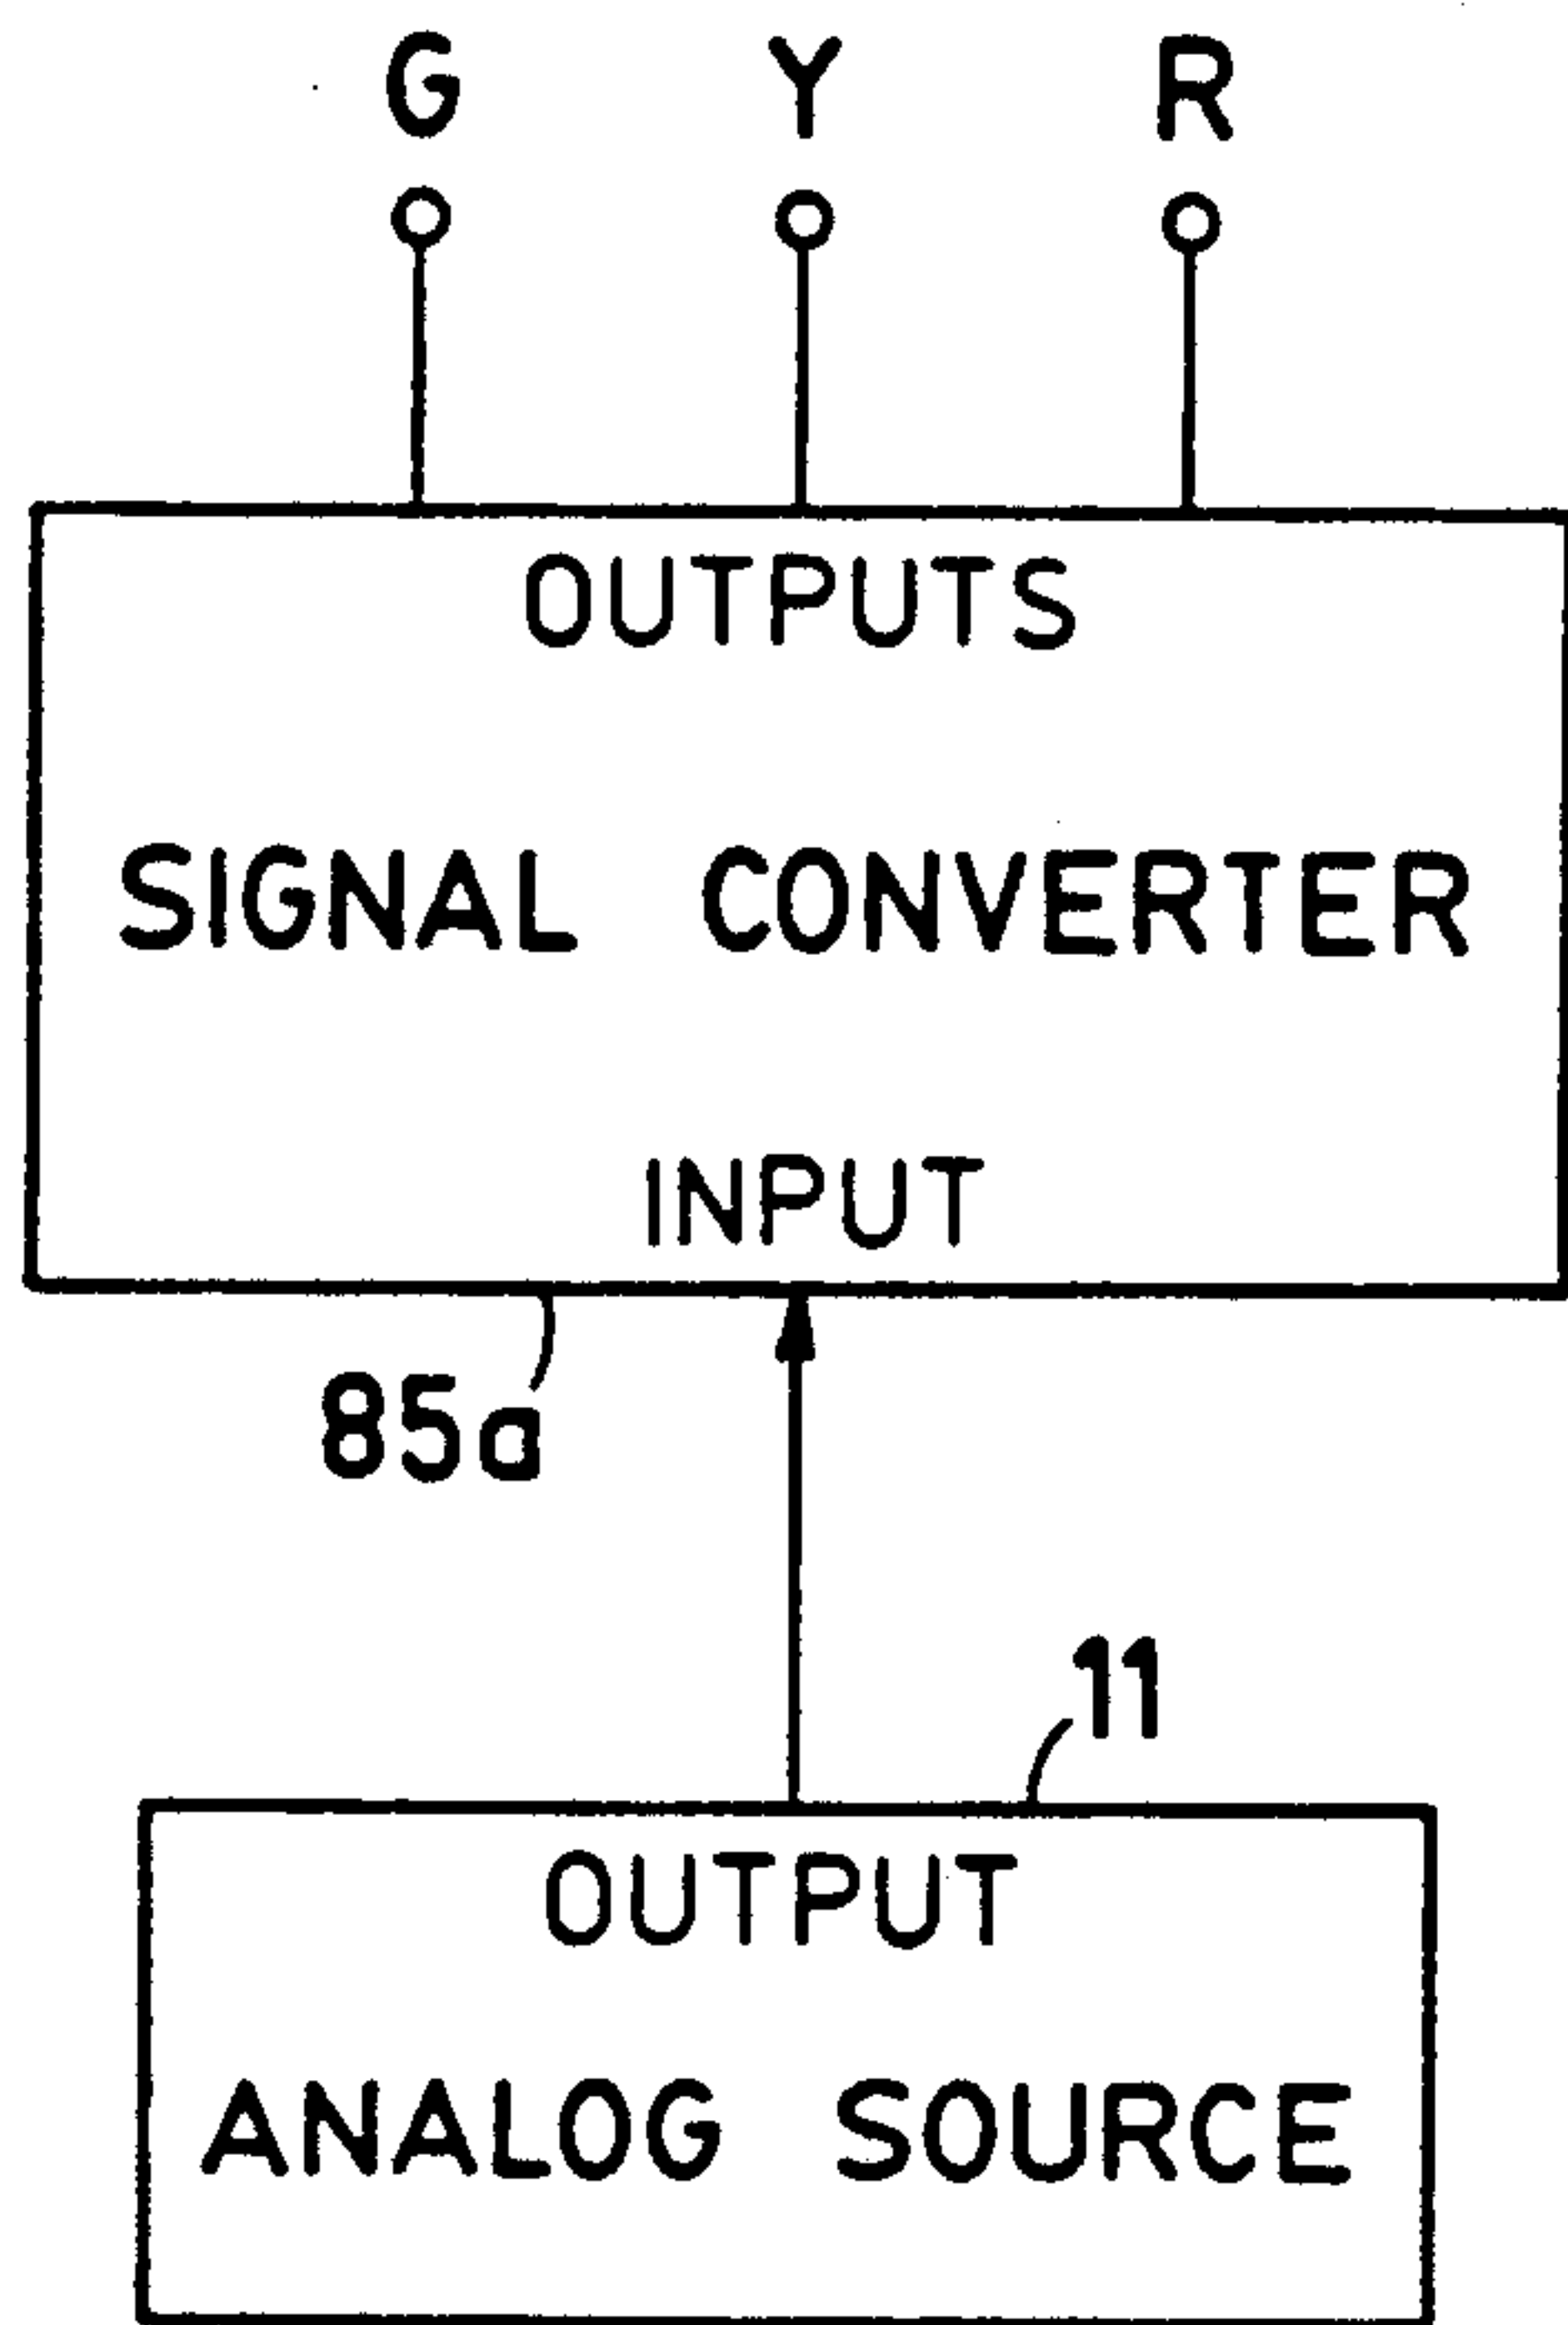 G Y R
OUTPUTS
SIGNAL CONVERTER
INPUT
85a
11
OUTPUT
ANALOG SOURCE